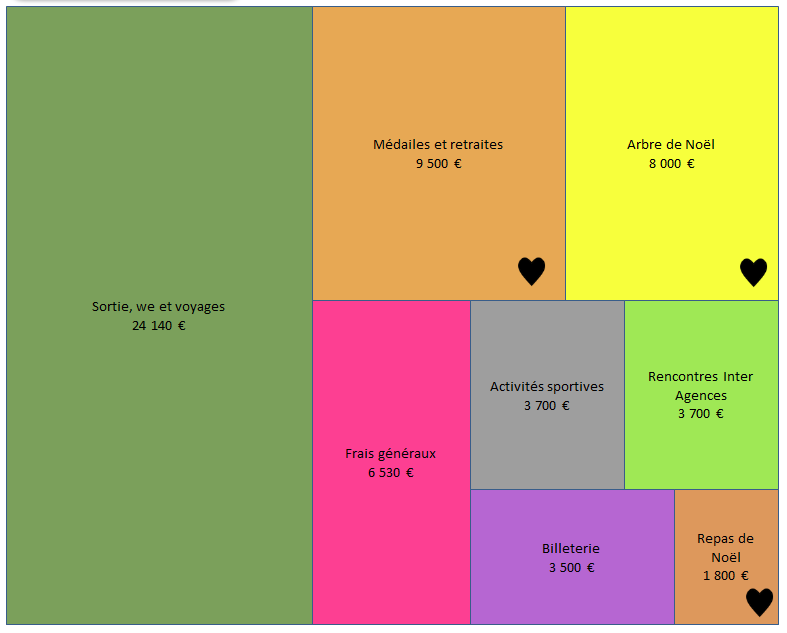 Sortie, we et voyages
24 140 €
Médailes et retraites
9 500 €
Arbre de Noël
8 000 €
Frais généraux
6 530 €
Activités sportives
3 700 €
Rencontres Inter
Agences
3 700 €
Billeterie
3 500 €
Repas de
Noël
1 800 €